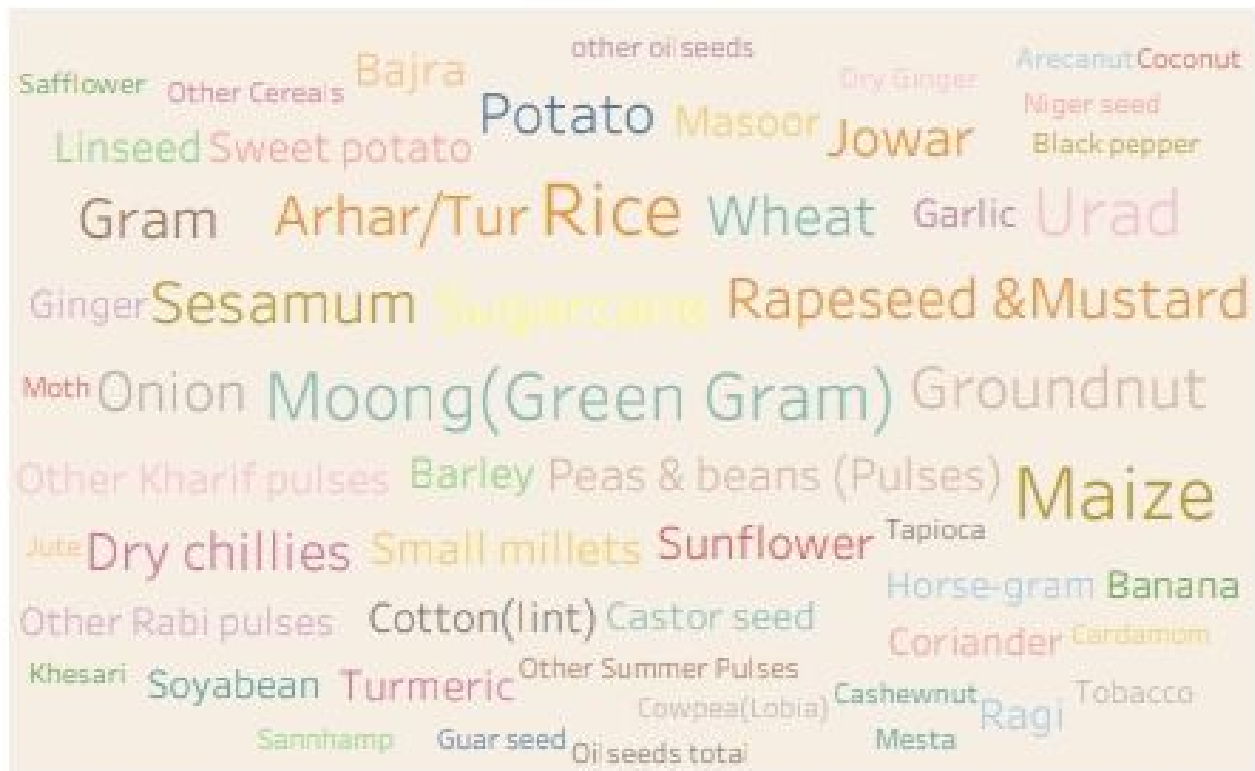 other oilseeds
Safflower Other Cereals Bajra Dry Ginger Arecanut Coconut
Potato Masoor Jowar Niger seed
Linseed Sweet potato Black pepper
Gram Arhar/Tur Rice Wheat Garlic Urad
Ginger Sesamum Sugarcane Rapeseed &Mustard
Moth Onion Moong(Green Gram) Groundnut
Other Kharif pulses Barley Peas & beans (Pulses) Maize
Jute Dry chillies Small millets Sunflower Tapioca
Horse-gram Banana
Other Rabi pulses Cotton(lint) Castor seed
Coriander Cardamom
Khesari Soyabean Turmeric Other Summer Pulses
Cowpea(Lobia) Cashewnut Ragi Tobacco
Sannhamp Guar seed Oilseeds total Mesta